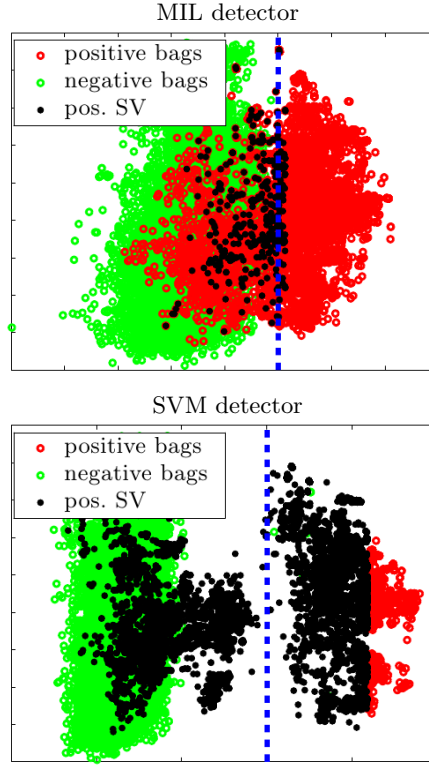 MIL detector
positive bags
negative bags
pos. SV
SVM detector
positive bags
negative bags
pos. SV